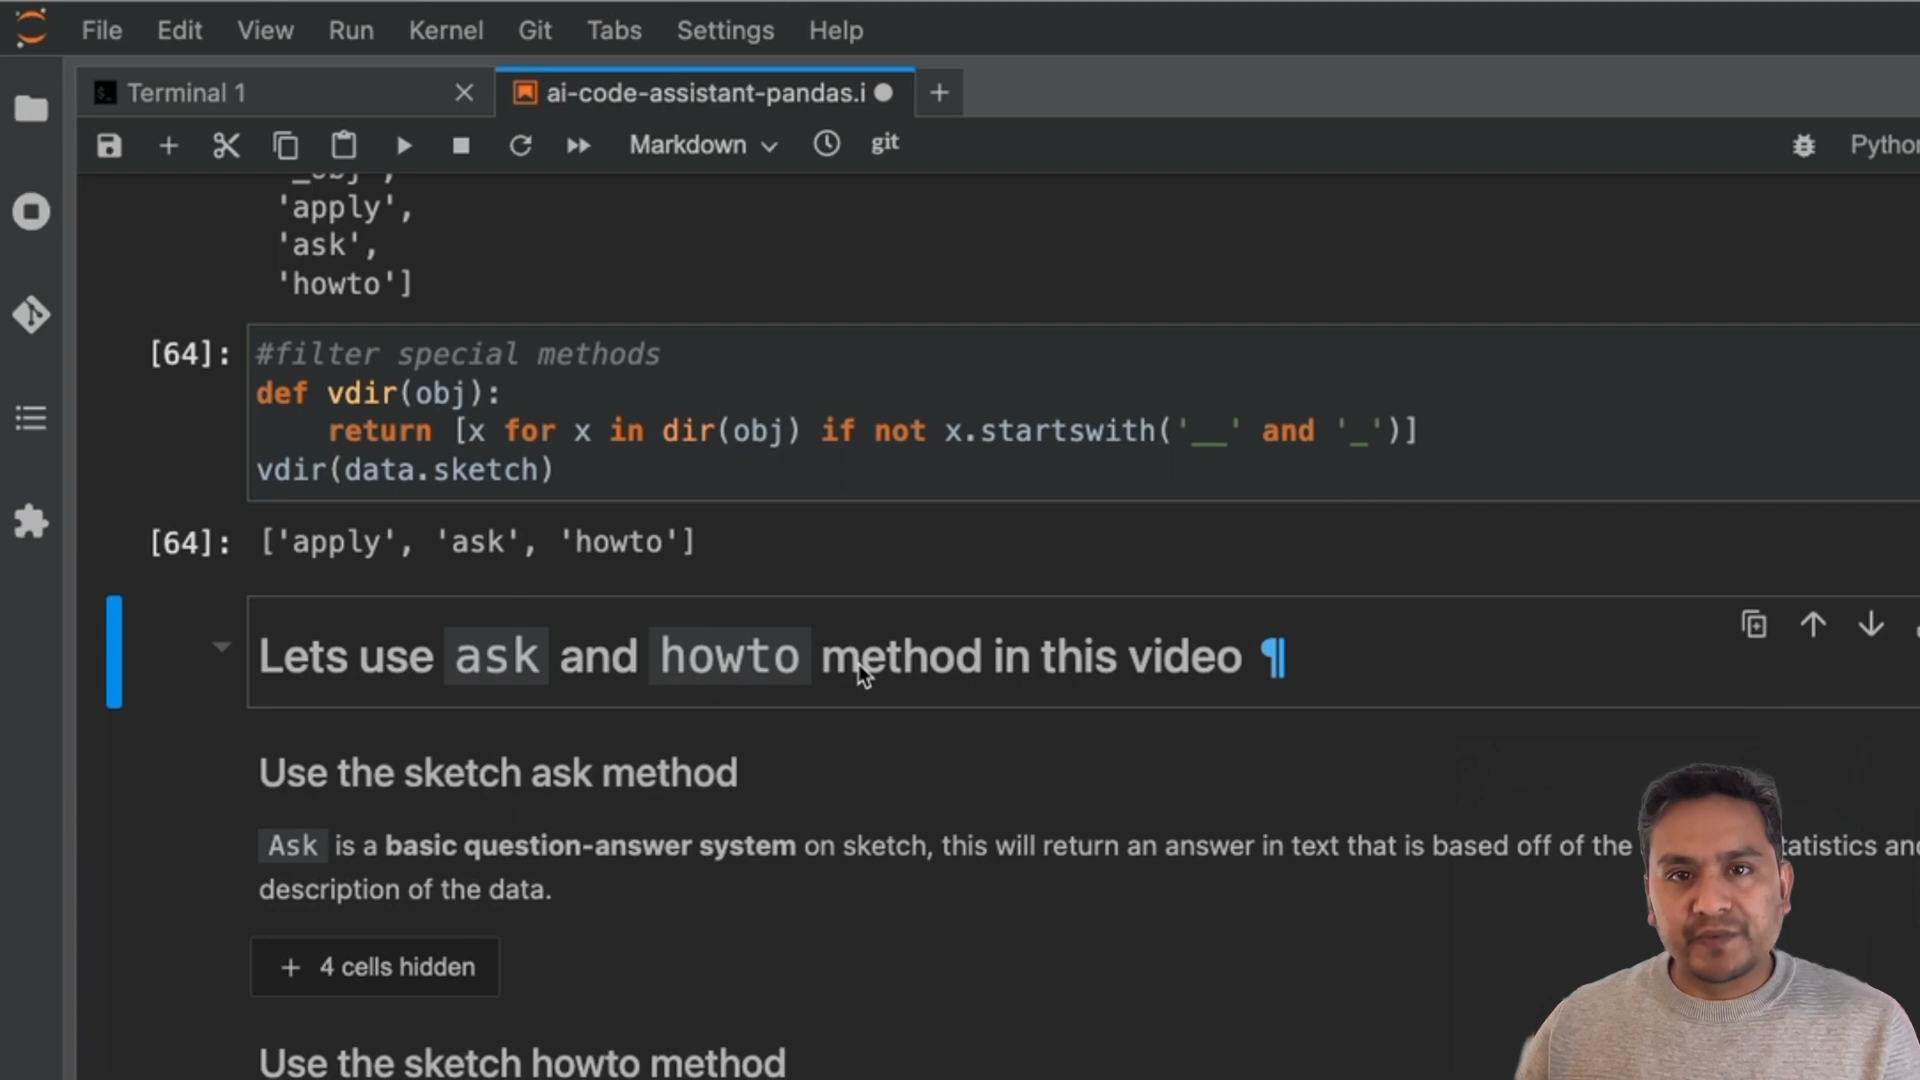 File Edit View Run Kernel Git Tabs Settings Help
Terminal 1
ai-code-assistant-pandas.i
Markdown
git
'_obj',
'apply',
'ask',
'howto']
[64]:
#filter special methods
def vdir(obj):
return [x for x in dir(obj) if not x.startswith('__' and '_')]
vdir(data.sketch)
[64]: ['apply', 'ask', 'howto']
Lets use ask and howto method in this video ¶
Use the sketch ask method
Ask is a basic question-answer system on sketch, this will return an answer in text that is based off of the
description of the data.
+ 4 cells hidden
Use the sketch howto method